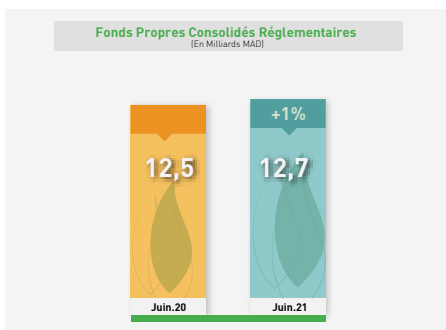 Fonds Propres Consolidés Réglementaires
(En Milliards MAD)
+1%
12,5
12,7
Juin.20
Juin.21